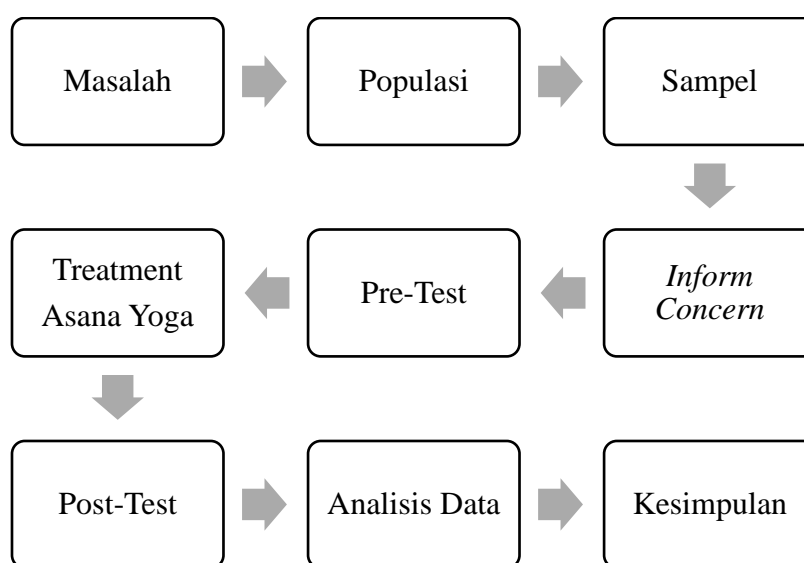 Masalah
Populasi
Sampel
Inform
Concern
Pre-Test
Treatment
Asana Yoga
Post-Test
Analisis Data
Kesimpulan